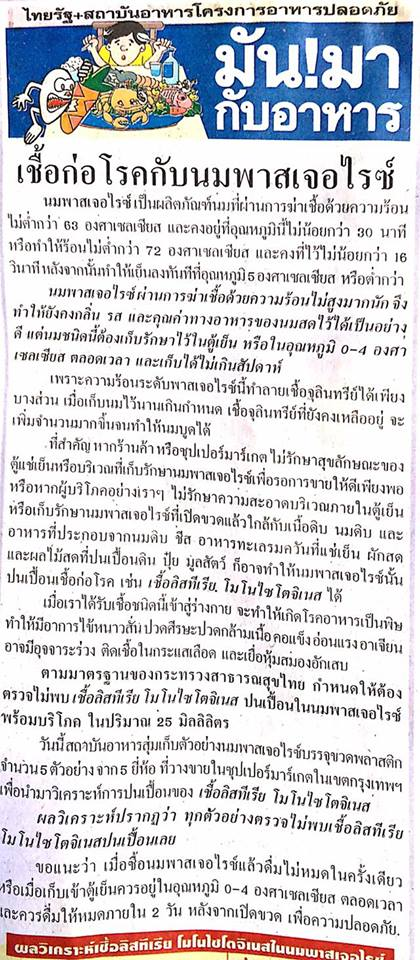 ไทยรัฐ+สถาบันอาหารโครงการอาหารปลอดภัย
มัน!มา
กับอาหาร
เชื้อก่อโรคกับนมพาสเจอไรซ์
นมพาสเจอไรซ์ เป็นผลิตภัณฑ์นมที่ผ่านการฆ่าเชื้อด้วยความร้อน
ไม่ต่ำกว่า 63 องศาเซลเซียส และคงอยู่ที่อุณหภูมินี้ไม่น้อยกว่า 30 นาที
หรือทำให้ร้อนไม่ต่ำกว่า 72 องศาเซลเซียส และคงที่ไว้ไม่น้อยกว่า 16
วินาที หลังจากนั้นทำให้เย็นลงทันทีที่อุณหภูมิ 5 องศาเซลเซียส หรือต่ำกว่า
นมพาสเจอไรซ์ ผ่านการฆ่าเชื้อด้วยความร้อนไม่สูงมากนัก จึง
ทำให้ยังคงกลิ่น รส และคุณค่าทางอาหารของนมสดไว้ได้เป็นอย่าง
ดี แต่นมชนิดนี้ต้องเก็บรักษาไว้ในตู้เย็น หรือในอุณหภูมิ 0-4 องศา
เซลเซียส ตลอดเวลา และเก็บได้ไม่เกินสัปดาห์
เพราะความร้อนระดับพาสเจอไรซ์นี้ทำลายเชื้อจุลินทรีย์ได้เพียง
บางส่วน เมื่อเก็บนมไว้นานเกินกำหนด เชื้อจุลินทรีย์ที่ยังคงเหลืออยู่ จะ
เพิ่มจำนวนมากขึ้นจนทำให้นมบูดได้
ที่สำคัญ หากร้านค้า หรือซุปเปอร์มาร์เกต ไม่รักษาสุขลักษณะของ
ตู้แช่เย็นหรือบริเวณที่เก็บรักษานมพาสเจอไรซ์เพื่อรอการขายให้ดีเพียงพอ
หรือหากผู้บริโภคอย่างเราๆ ไม่รักษาความสะอาดบริเวณภายในตู้เย็น
หรือเก็บรักษานมพาสเจอไรซ์ที่เปิดขวดแล้วใกล้กับเนื้อดิบ นมดิบ และ
อาหารที่ประกอบจากนมดิบ ชีส อาหารทะเลรมควันที่แช่เย็น ผักสด
และผลไม้สดที่ปนเปื้อนดิน ปุ๋ย มูลสัตว์ ก็อาจทำให้นมพาสเจอไรซ์นั้น
ปนเปื้อนเชื้อก่อโรค เช่น เชื้อลิสทีเรีย. โมโนไซโตจิเนส ได้
เมื่อเราได้รับเชื้อชนิดนี้เข้าสู่ร่างกาย จะทำให้เกิดโรคอาหารเป็นพิษ
ทำให้มีอาการไข้ หนาวสั่น ปวดศีรษะ ปวดกล้ามเนื้อ คอแข็ง อ่อนแรง อาเจียน
อาจมีอุจจาระร่วง ติดเชื้อในกระแสเลือด และเยื่อหุ้มสมองอักเสบ
ตามมาตรฐานของกระทรวงสาธารณสุขไทย กำหนดให้ต้อง
ตรวจไม่พบ เชื้อลิสทีเรีย โมโนไซโตจิเนส ปนเปื้อนในนมพาสเจอไรซ์
พร้อมบริโภค ในปริมาณ 25 มิลลิลิตร
วันนี้สถาบันอาหารสุ่มเก็บตัวอย่างนมพาสเจอไรซ์บรรจุขวดพลาสติก
จำนวน 5 ตัวอย่าง จาก 5 ยี่ห้อ ที่วางขายในซุปเปอร์มาร์เกตในเขตกรุงเทพฯ
เพื่อนำมาวิเคราะห์การปนเปื้อนของ เชื้อลิสทีเรีย โมโนไซโตจิเนส
ผลวิเคราะห์ปรากฏว่า ทุกตัวอย่างตรวจไม่พบเชื้อลิสทีเรีย
โมโนไซโตจิเนสปนเปื้อนเลย
ขอแนะว่า เมื่อซื้อนมพาสเจอไรซ์แล้วดื่มไม่หมดในครั้งเดียว
หรือเมื่อเก็บเข้าตู้เย็นควรอยู่ในอุณหภูมิ 0-4 องศาเซลเซียส ตลอดเวลา
และควรดื่มให้หมดภายใน 2 วัน หลังจากเปิดขวด เพื่อความปลอดภัย.
ผลวิเคราะห์เชื้อลิสทีเรีย โมโนไซโตจิเนสในนมพาสเจอไรซ์